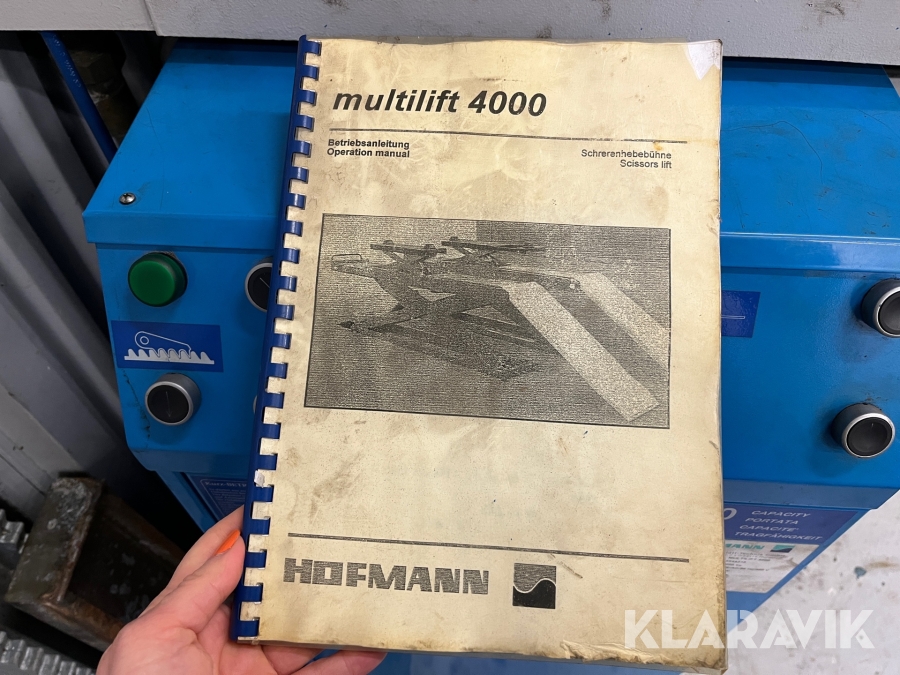 multilift 4000
Betriebsanleitung
Operation manual
Schrerenhebebühne
Scissors lift
HOFMANN
CAPACITY
PORTATA
CAPACITE'
TRAGFÄHIGKEIT
KLARAVIK